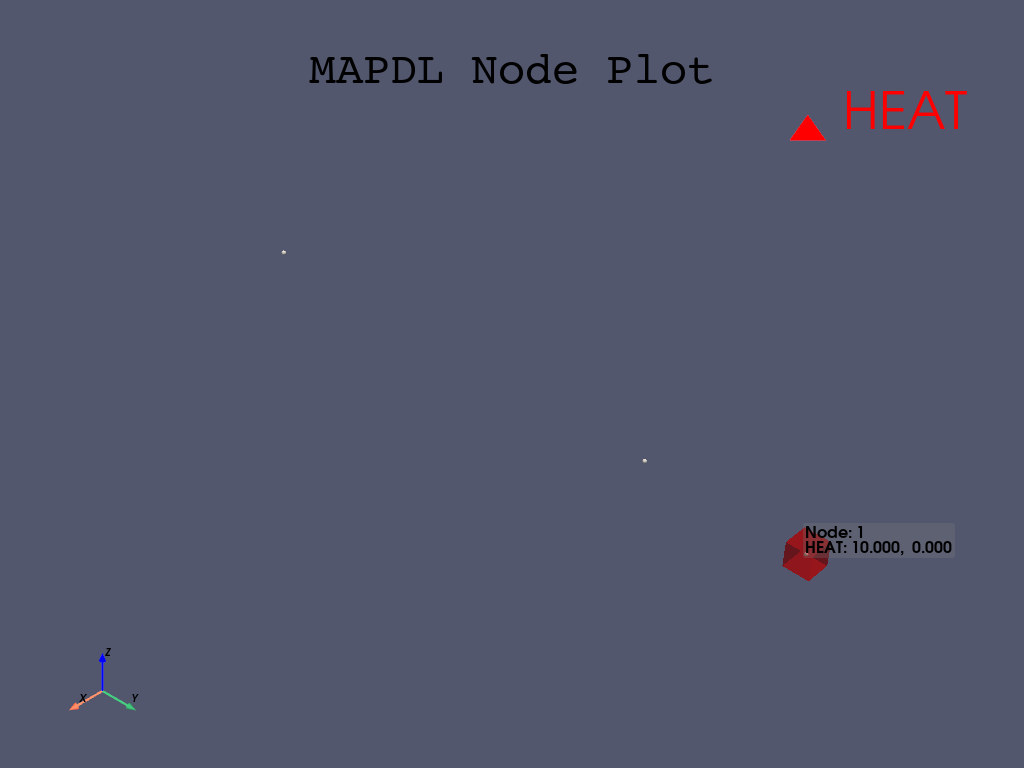 MAPDL Node Plot
HEAT
Node: 1
HEAT: 10.000, 0.000
Z
X
Y